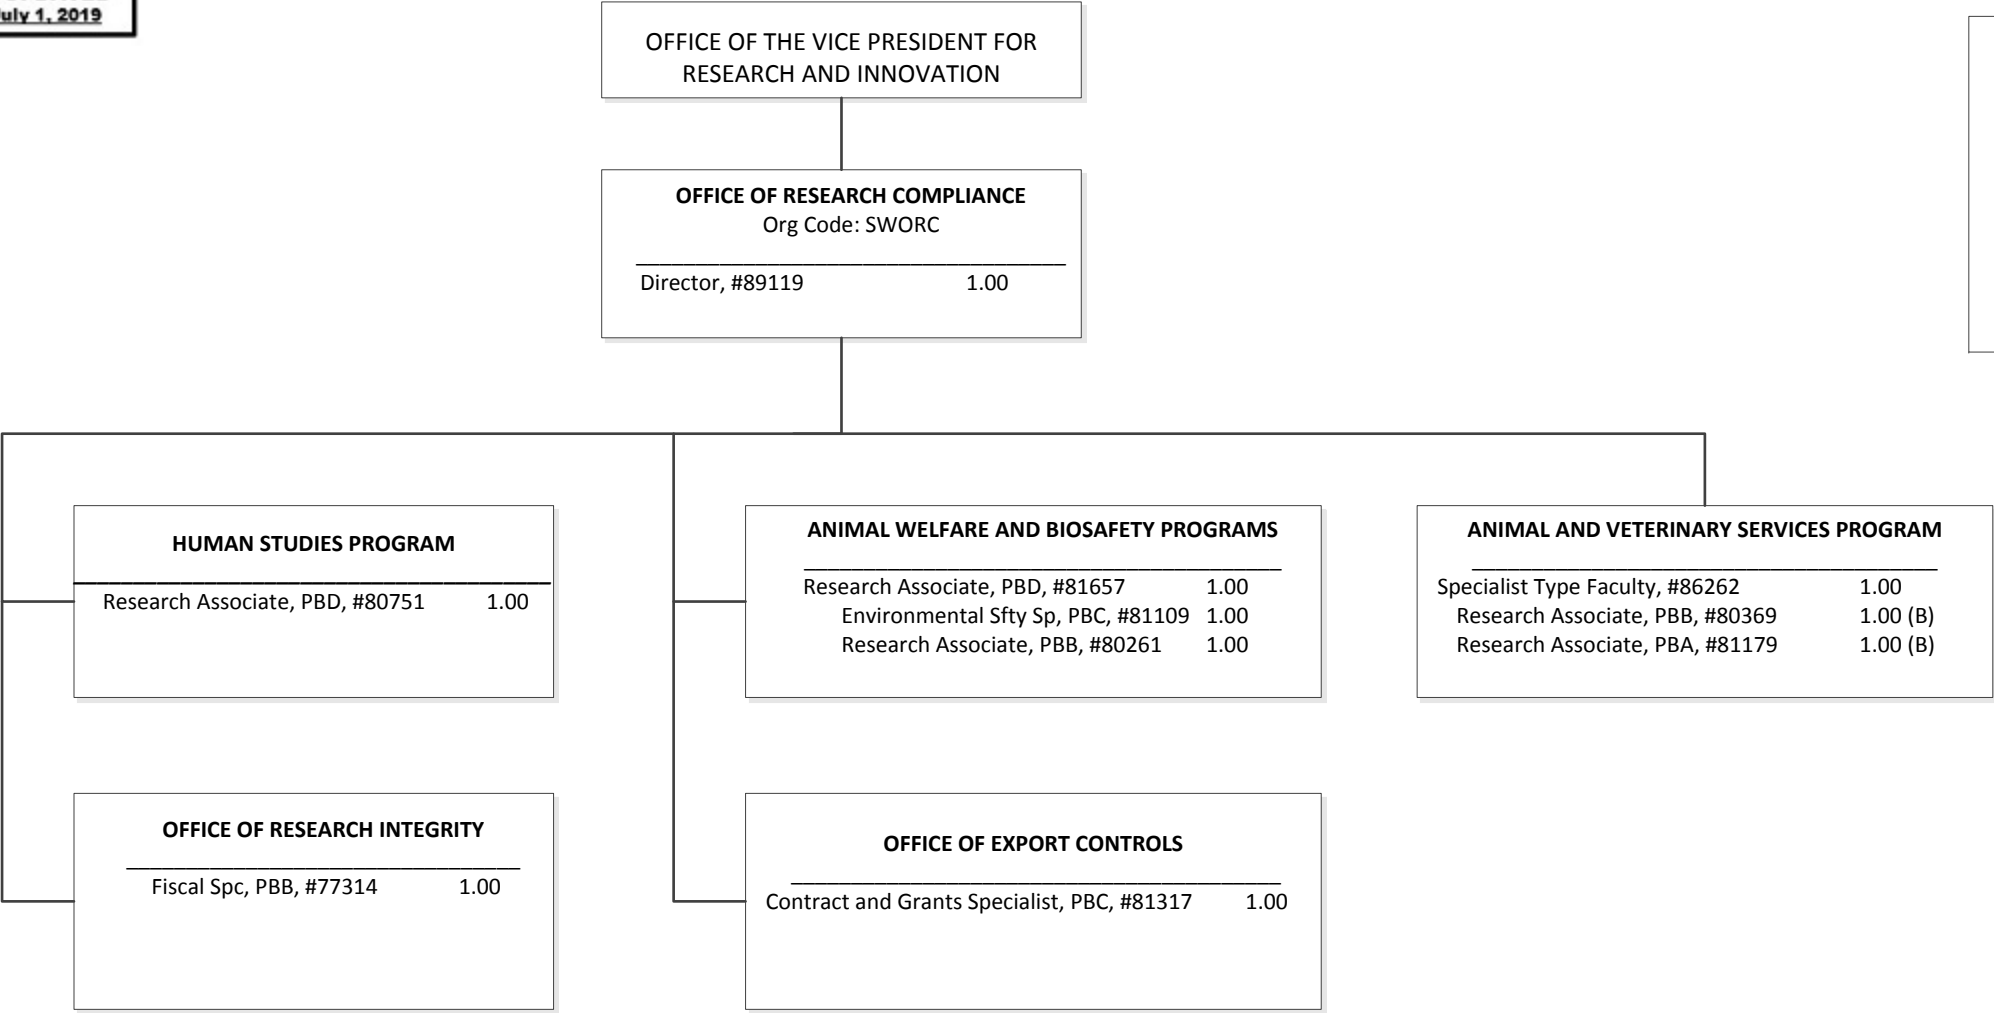 July 1, 2019
OFFICE OF THE VICE PRESIDENT FOR
RESEARCH AND INNOVATION
OFFICE OF RESEARCH COMPLIANCE
Org Code: SWORC
Director, #89119 1.00
HUMAN STUDIES PROGRAM
Research Associate, PBD, #80751 1.00
ANIMAL WELFARE AND BIOSAFETY PROGRAMS
Research Associate, PBD, #81657 1.00
Environmental Sfty Sp, PBC, #81109 1.00
Research Associate, PBB, #80261 1.00
ANIMAL AND VETERINARY SERVICES PROGRAM
Specialist Type Faculty, #86262 1.00
Research Associate, PBB, #80369 1.00 (B)
Research Associate, PBA, #81179 1.00 (B)
OFFICE OF RESEARCH INTEGRITY
Fiscal Spc, PBB, #77314 1.00
OFFICE OF EXPORT CONTROLS
Contract and Grants Specialist, PBC, #81317 1.00